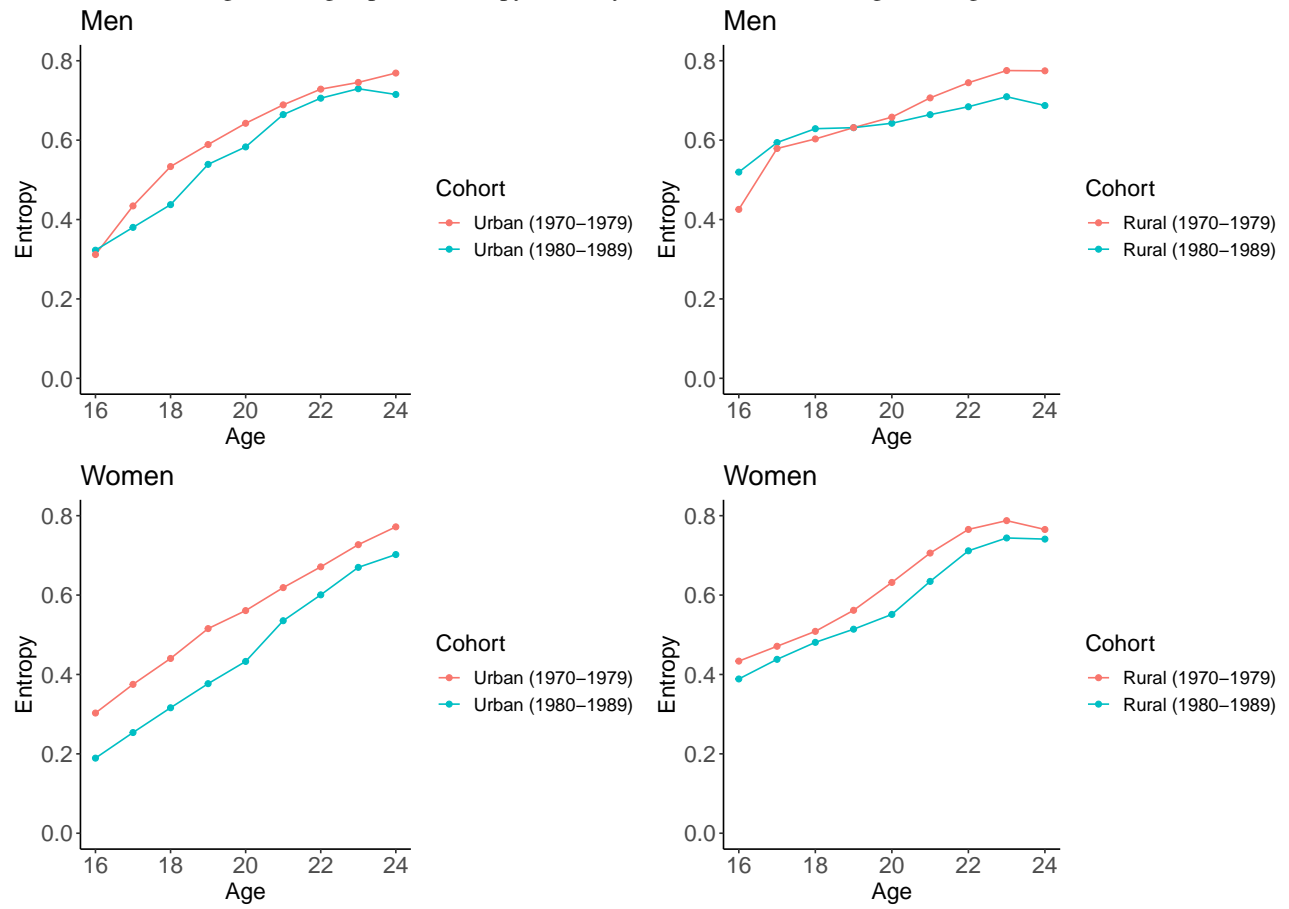 Men
Entropy
0.8
0.6
0.4
0.2
0.0
16 18 20 22 24
Age
Cohort
Urban (1970−1979)
Urban (1980−1989)
Men
Entropy
0.8
0.6
0.4
0.2
0.0
16 18 20 22 24
Age
Cohort
Rural (1970−1979)
Rural (1980−1989)
Women
Entropy
0.8
0.6
0.4
0.2
0.0
16 18 20 22 24
Age
Cohort
Urban (1970−1979)
Urban (1980−1989)
Women
Entropy
0.8
0.6
0.4
0.2
0.0
16 18 20 22 24
Age
Cohort
Rural (1970−1979)
Rural (1980−1989)